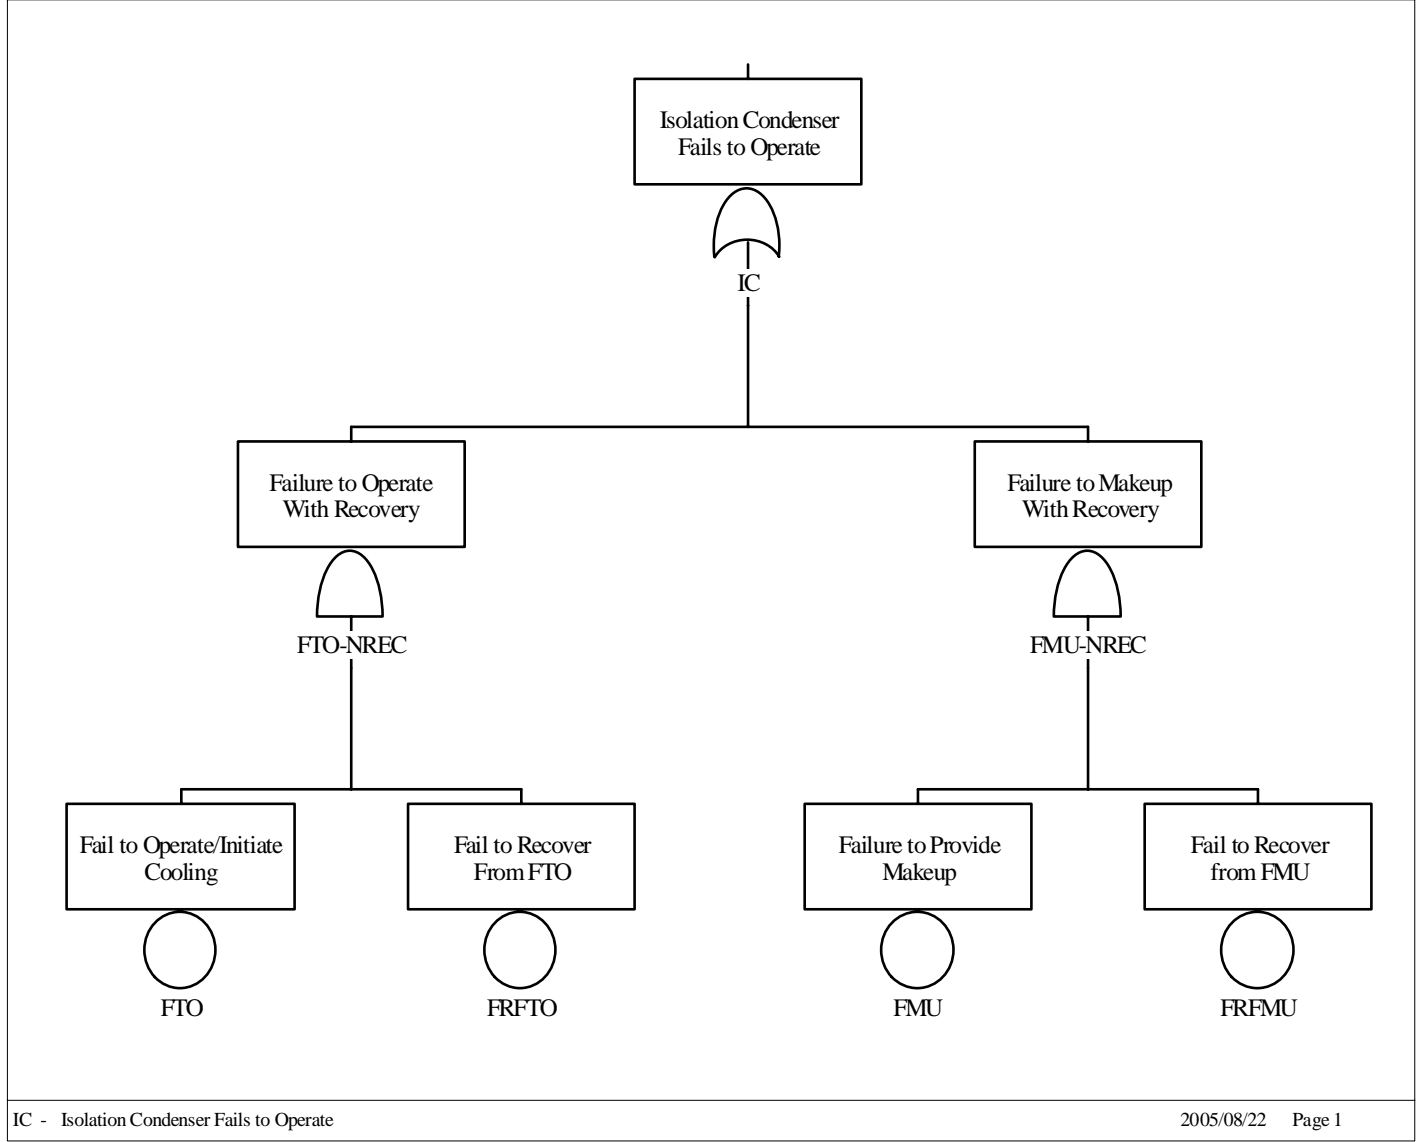 Isolation Condenser
Fails to Operate
IC
Failure to Operate
With Recovery
Failure to Makeup
With Recovery
FTO-NREC
FMU-NREC
Fail to Operate/Initiate
Cooling
Fail to Recover
From FTO
Failure to Provide
Makeup
Fail to Recover
from FMU
FTO
FRFTO
FMU
FRFMU
IC - Isolation Condenser Fails to Operate
2005/08/22 Page 1